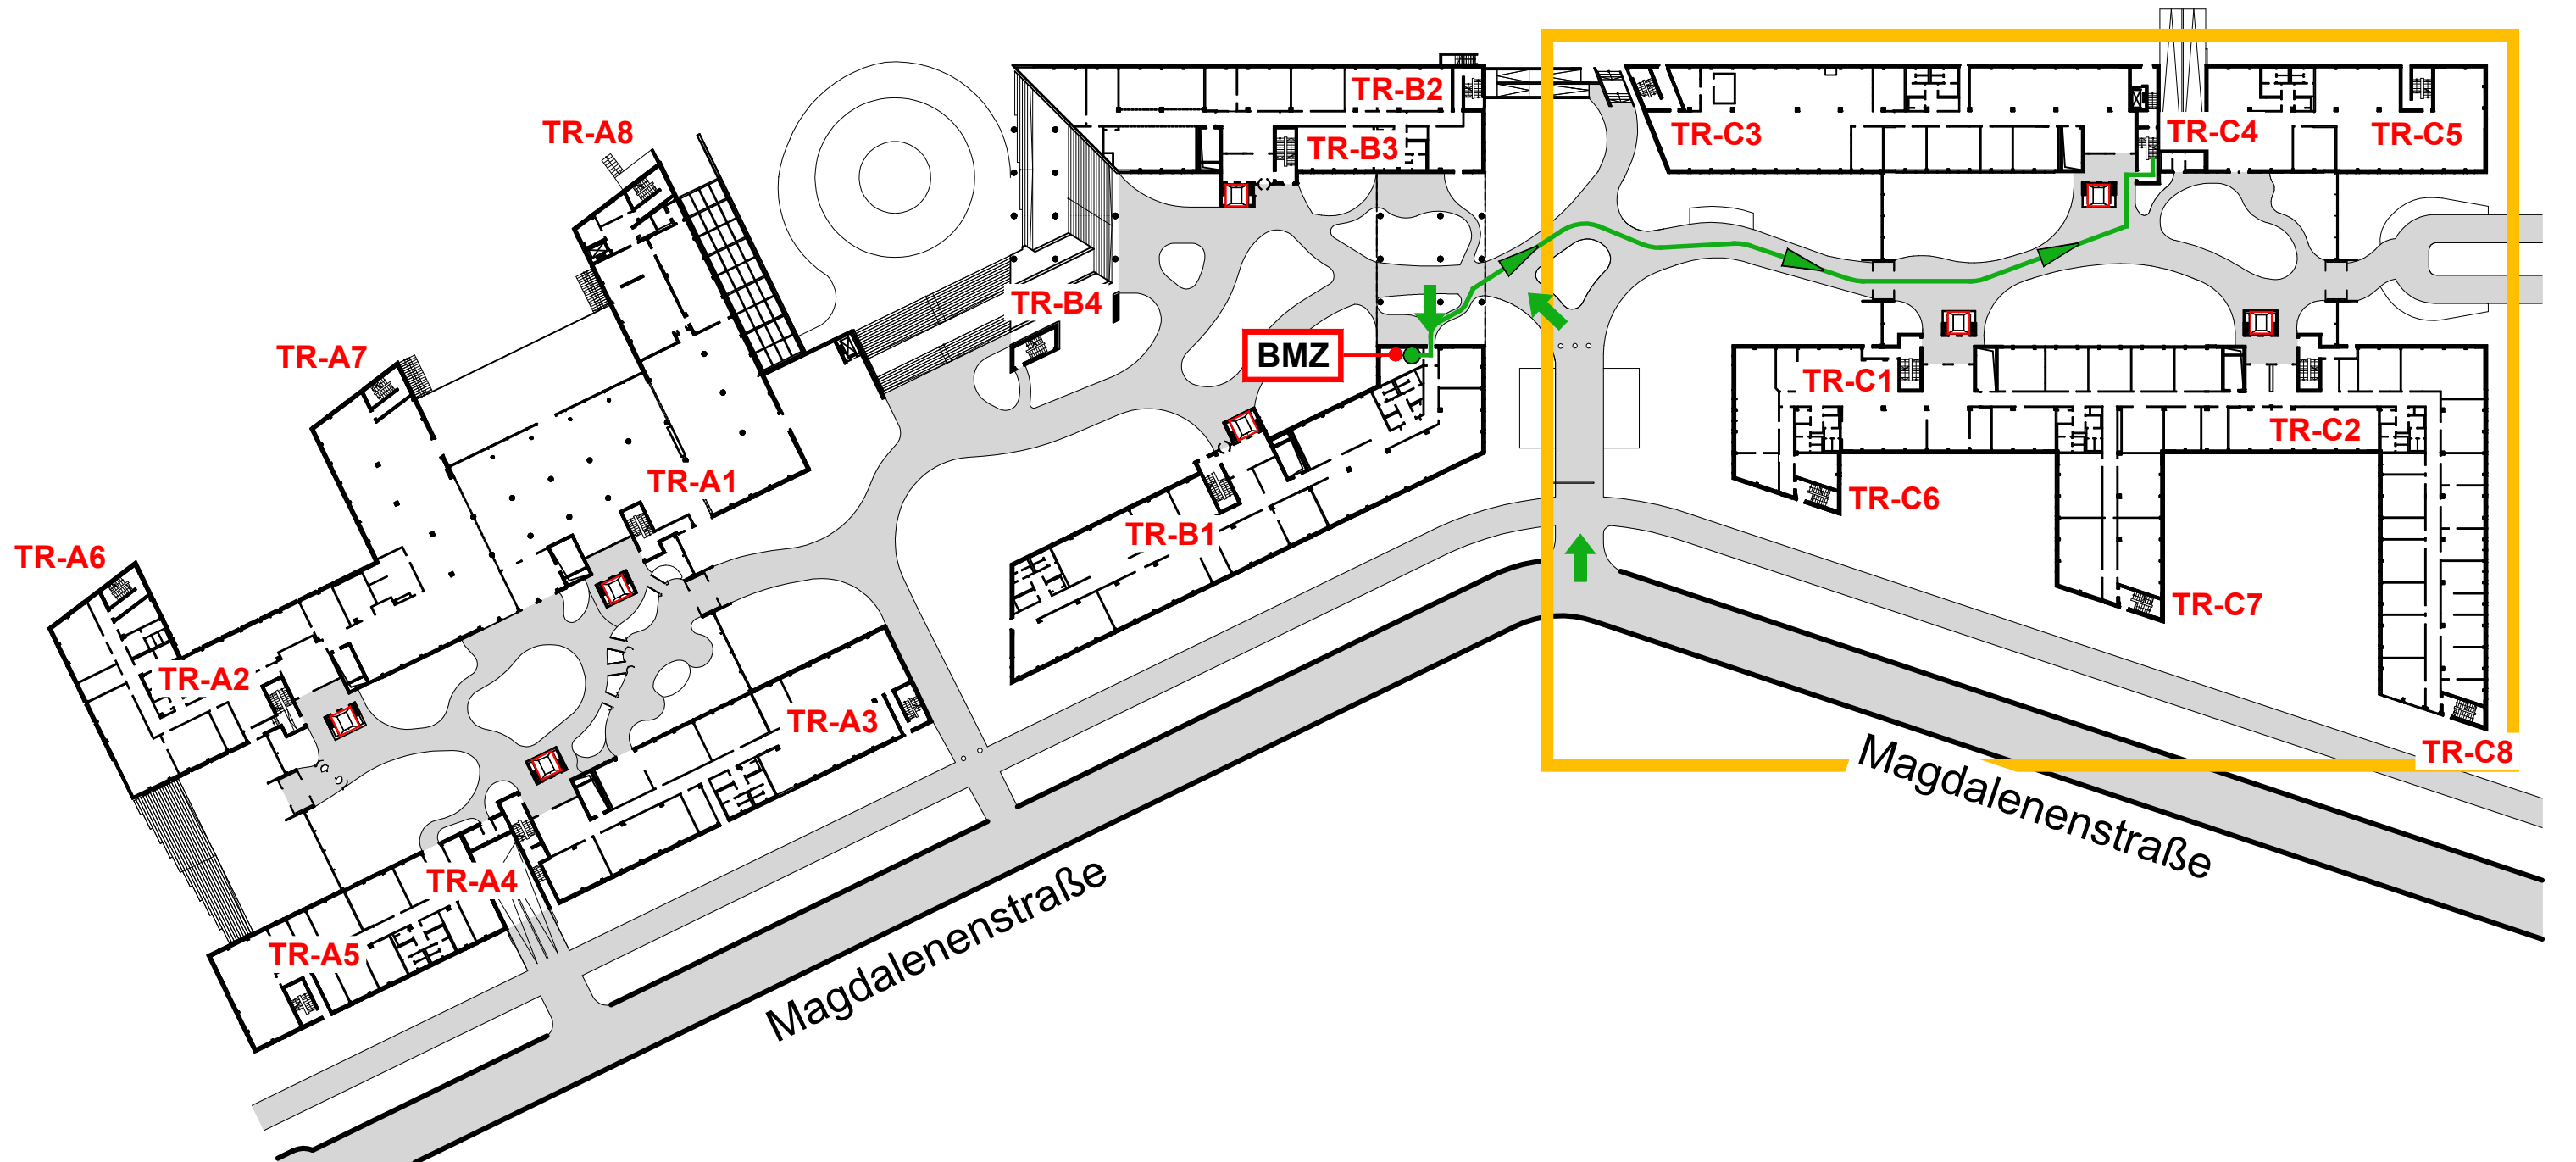 TR-B2
TR-A8
TR-C3
TR-C4
TR-C5
TR-B3
TR-B4
TR-A7
BMZ
TR-C1
TR-C2
TR-A1
TR-C6
TR-B1
TR-A6
TR-C7
TR-A2
TR-A3
TR-C8
Magdalenenstraße
TR-A4
Magdalenenstraße
TR-A5